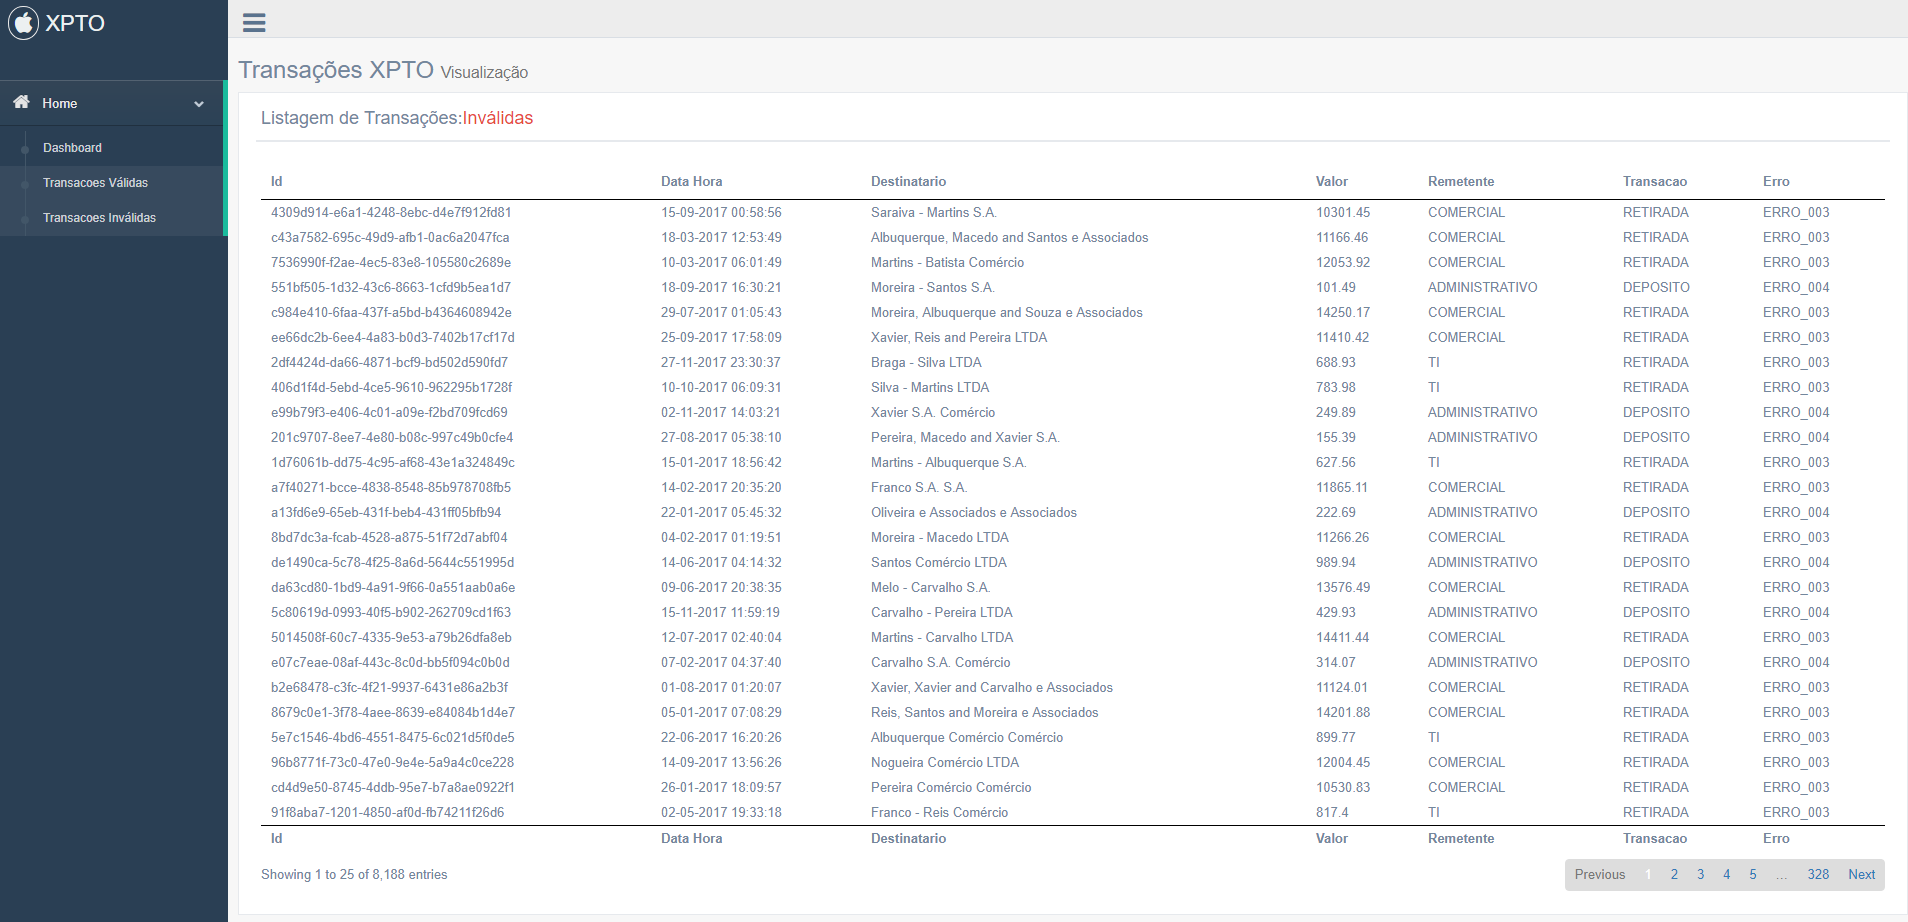 XPTO
Home
Dashboard
Transacoes Válidas
Transacoes Inválidas
Transações XPTO Visualização
Listagem de Transações:Inválidas
Id Data Hora Destinatario Valor Remetente Transacao Erro
4309d914-e6a1-4248-8ebc-d4e7f912fd81 15-09-2017 00:58:56 Saraiva - Martins S.A. 10301.45 COMERCIAL RETIRADA ERRO_003
c43a7582-695c-49d9-afb1-0ac6a2047fca 18-03-2017 12:53:49 Albuquerque, Macedo and Santos e Associados 11166.46 COMERCIAL RETIRADA ERRO_003
7536990f-f2ae-4ec5-83e8-105580c2689e 10-03-2017 06:01:49 Martins - Batista Comércio 12053.92 COMERCIAL RETIRADA ERRO_003
551bf505-1d32-43c6-8663-1cfd9b5ea1d7 18-09-2017 16:30:21 Moreira - Santos S.A. 101.49 ADMINISTRATIVO DEPOSITO ERRO_004
c984e410-6faa-437f-a5bd-b4364608942e 29-07-2017 01:05:43 Moreira, Albuquerque and Souza e Associados 14250.17 COMERCIAL RETIRADA ERRO_003
ee66dc2b-6ee4-4a83-b0d3-7402b17cf17d 25-09-2017 17:58:09 Xavier, Reis and Pereira LTDA 11410.42 COMERCIAL RETIRADA ERRO_003
2df4424d-da66-4871-bcf9-bd502d590fd7 27-11-2017 23:30:37 Braga - Silva LTDA 688.93 TI RETIRADA ERRO_003
406d1f4d-5ebd-4ce5-9610-962295b1728f 10-10-2017 06:09:31 Silva - Martins LTDA 783.98 TI RETIRADA ERRO_003
e99b79f3-e406-4c01-a09e-f2bd709fcd69 02-11-2017 14:03:21 Xavier S.A. Comércio 249.89 ADMINISTRATIVO DEPOSITO ERRO_004
201c9707-8ee7-4e80-b08c-997c49b0cfe4 27-08-2017 05:38:10 Pereira, Macedo and Xavier S.A. 155.39 ADMINISTRATIVO DEPOSITO ERRO_004
1d76061b-dd75-4c95-af68-43e1a324849c 15-01-2017 18:56:42 Martins - Albuquerque S.A. 627.56 TI RETIRADA ERRO_003
a7f40271-bcce-4838-8548-85b978708fb5 14-02-2017 20:35:20 Franco S.A. S.A. 11865.11 COMERCIAL RETIRADA ERRO_003
a13fd6e9-65eb-431f-beb4-431ff05bfb94 22-01-2017 05:45:32 Oliveira e Associados e Associados 222.69 ADMINISTRATIVO DEPOSITO ERRO_004
8bd7dc3a-fcab-4528-a875-51f72d7abf04 04-02-2017 01:19:51 Moreira - Macedo LTDA 11266.26 COMERCIAL RETIRADA ERRO_003
de1490ca-5c78-4f25-8a6d-5644c551995d 14-06-2017 04:14:32 Santos Comércio LTDA 989.94 ADMINISTRATIVO DEPOSITO ERRO_004
da63cd80-1bd9-4a91-9f66-0a551aab0a6e 09-06-2017 20:38:35 Melo - Carvalho S.A. 13576.49 COMERCIAL RETIRADA ERRO_003
5c80619d-0993-40f5-b902-262709cd1f63 15-11-2017 11:59:19 Carvalho - Pereira LTDA 429.93 ADMINISTRATIVO DEPOSITO ERRO_004
5014508f-60c7-4335-9e53-a79b26dfa8eb 12-07-2017 02:40:04 Martins - Carvalho LTDA 14411.44 COMERCIAL RETIRADA ERRO_003
e07c7eae-08af-443c-8c0d-bb5f094c0b0d 07-02-2017 04:37:40 Carvalho S.A. Comércio 314.07 ADMINISTRATIVO DEPOSITO ERRO_004
b2e68478-c3fc-4f21-9937-6431e86a2b3f 01-08-2017 01:20:07 Xavier, Xavier and Carvalho e Associados 11124.01 COMERCIAL RETIRADA ERRO_003
8679c0e1-3f78-4aee-8639-e84084b1d4e7 05-01-2017 07:08:29 Reis, Santos and Moreira e Associados 14201.88 COMERCIAL RETIRADA ERRO_003
5e7c1546-4bd6-4551-8475-6c021d5f0de5 22-06-2017 16:20:26 Albuquerque Comércio Comércio 899.77 TI RETIRADA ERRO_003
96b8771f-73c0-47e0-9e4e-5a9a4c0ce228 14-09-2017 13:56:26 Nogueira Comércio LTDA 12004.45 COMERCIAL RETIRADA ERRO_003
cd4d9e50-8745-4ddb-95e7-b7a8ae0922f1 26-01-2017 18:09:57 Pereira Comércio Comércio 10530.83 COMERCIAL RETIRADA ERRO_003
91f8aba7-1201-4850-af0d-fb74211f26d6 02-05-2017 19:33:18 Franco - Reis Comércio 817.4 TI RETIRADA ERRO_003
Id Data Hora Destinatario Valor Remetente Transacao Erro
Showing 1 to 25 of 8,188 entries
Previous 1 2 3 4 5 ... 328 Next